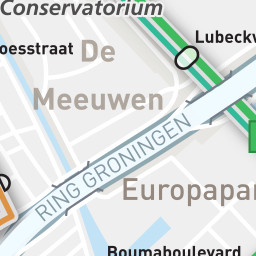 Conservatorium
oesstraat
De
Lubeckw
Meeuwen
RING GRONINGEN
Europapar
Boumaboulevard